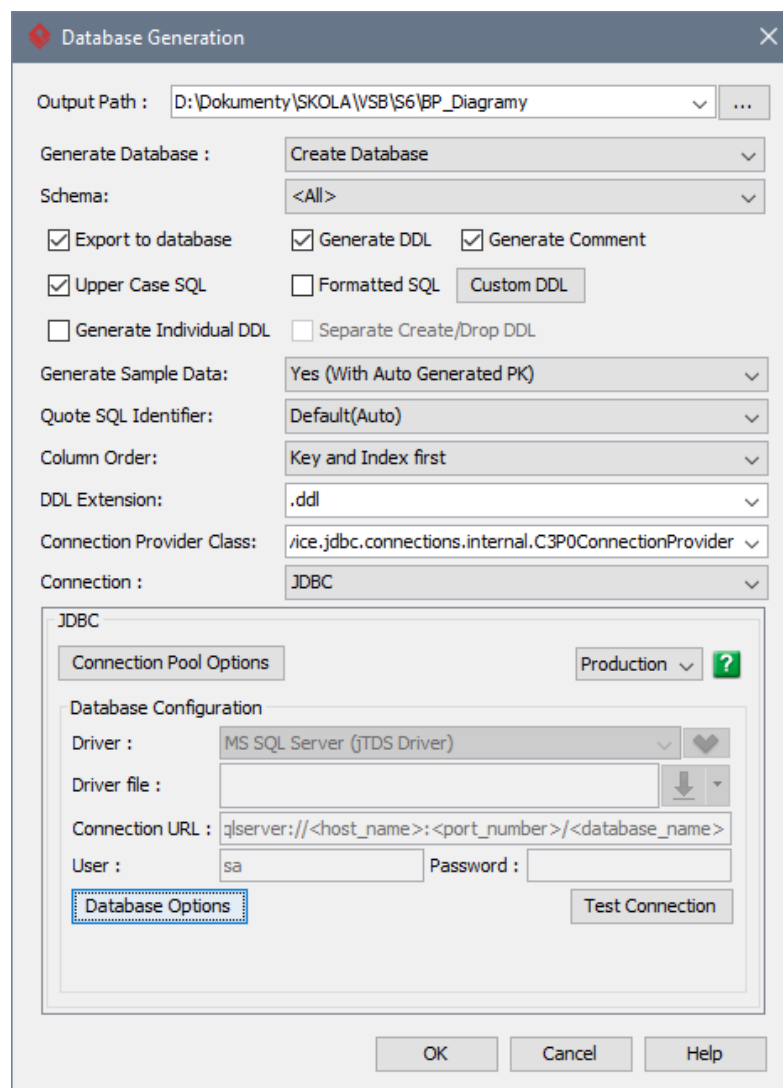 Database Generation
Output Path : D:\Dokumenty\SKOLA\VSB\S6\BP_Diagramy ...
Generate Database : Create Database
Schema: <All>
Export to database Generate DDL Generate Comment
Upper Case SQL Formatted SQL Custom DDL
Generate Individual DDL Separate Create/Drop DDL
Generate Sample Data: Yes (With Auto Generated PK)
Quote SQL Identifier: Default(Auto)
Column Order: Key and Index first
DDL Extension: .ddl
Connection Provider Class: vice.jdbc.connections.internal.C3P0ConnectionProvider
Connection : JDBC
JDBC
Connection Pool Options Production ?
Database Configuration
Driver : MS SQL Server (jTDS Driver)
Driver file :
Connection URL : qlserver://<host_name>:<port_number>/<database_name>
User : sa Password :
Database Options Test Connection
OK Cancel Help